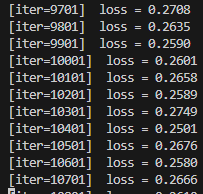 [iter=9701]  loss = 0.2708
[iter=9801]  loss = 0.2635
[iter=9901]  loss = 0.2590
[iter=10001]  loss = 0.2601
[iter=10101]  loss = 0.2658
[iter=10201]  loss = 0.2589
[iter=10301]  loss = 0.2749
[iter=10401]  loss = 0.2501
[iter=10501]  loss = 0.2676
[iter=10601]  loss = 0.2580
[iter=10701]  loss = 0.2666